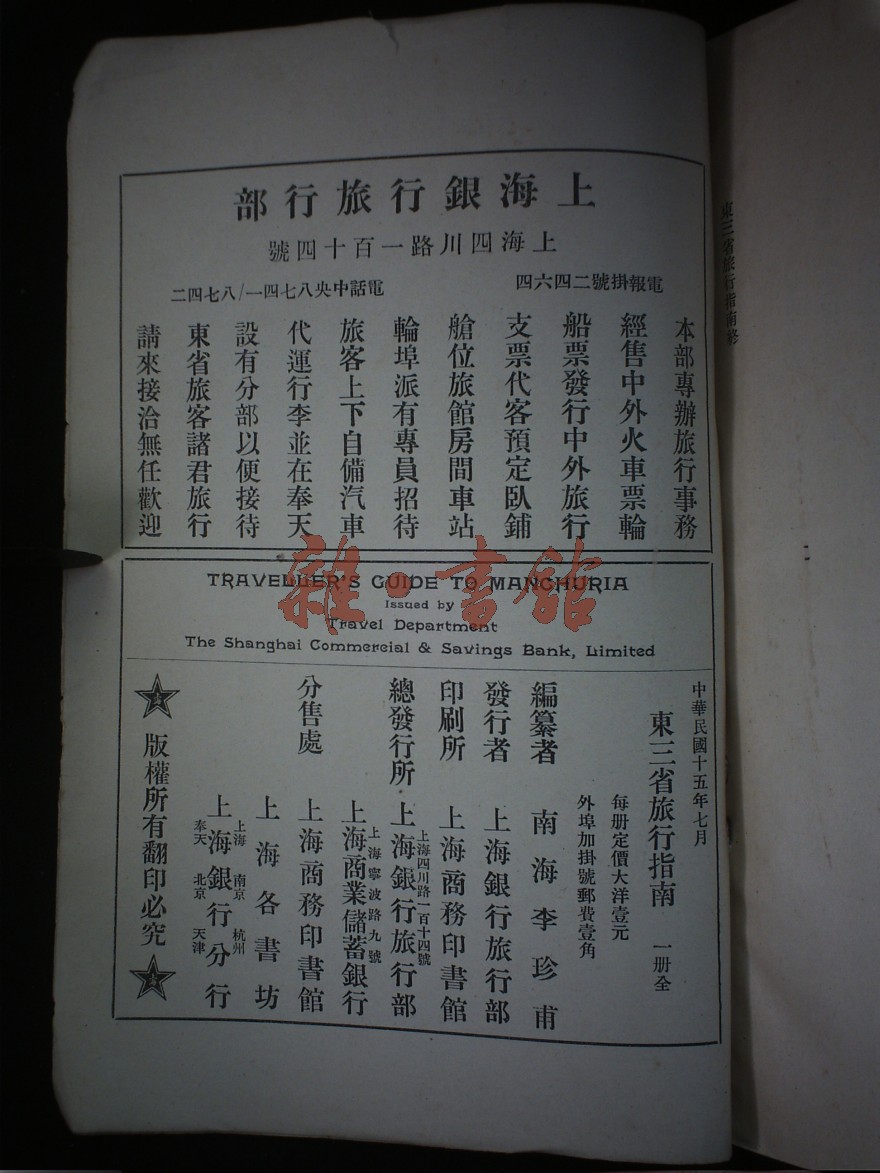 上海銀行旅行部
上海四川路一百十四號
電報掛號二四六四
電話中央八七四一/八七四二
本部專辦旅行事務
經售中外火車票輪
船票發行中外旅行
支票代客預定臥鋪
艙位旅館房間車站
輪埠派有專員招待
旅客上下自備汽車
代運行李並在奉天
設有分部以便接待
東省旅客諸君旅行
請來接洽無任歡迎
TRAVELLER'S GUIDE TO MANCHURIA
Issued by
Travel Department
The Shanghai Commercial & Savings Bank, Limited
中華民國十五年七月
東三省旅行指南 一册全
每册定價大洋壹元
外埠加掛號郵費壹角
編纂者 南海李珍甫
發行者 上海銀行旅行部
印刷所 上海商務印書館
上海四川路一百十四號
總發行所 上海銀行旅行部
上海寧波路九號
上海商業儲蓄銀行
分售處 上海商務印書館
上海各書坊
上海 南京 杭州
上海銀行分行
奉天 北京 天津
版權所有翻印必究
雜·書館
東三省旅行指南終